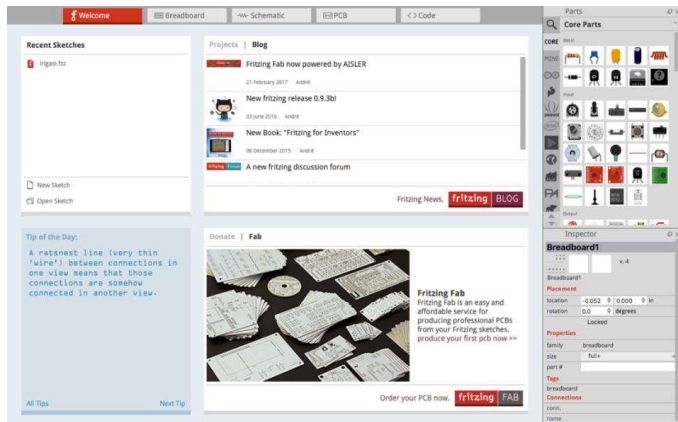 Welcome
Breadboard
Schematic
PCB
Code
Recent Sketches
irigasi.fzz
New Sketch
Open Sketch
Projects | Blog
Fritzing Fab now powered by AISLER
21 February 2017 André
New fritzing release 0.9.3b!
03 June 2016 André
New Book: "Fritzing for Inventors"
06 December 2015 André
A new fritzing discussion forum
Fritzing News. fritzing BLOG
Tip of the Day:
A ratsnest line (very thin
'wire') between connections in
one view means that those
connections are somehow
connected in another view.
All Tips Next Tip
Donate | Fab
Fritzing Fab
Fritzing Fab is an easy and
affordable service for
producing professional PCBs
from your Fritzing sketches.
produce your first pcb now >>
Order your PCB now. fritzing FAB
Parts
Core Parts
CORE
Basic
MINE
Input
Output
Inspector
Breadboard1
v. 4
Breadboard1
Placement
location -0.052 0.000 in
rotation 0.0 degrees
Locked
Properties
family breadboard
size full+
part #
Tags
breadboard
Connections
conn.
name